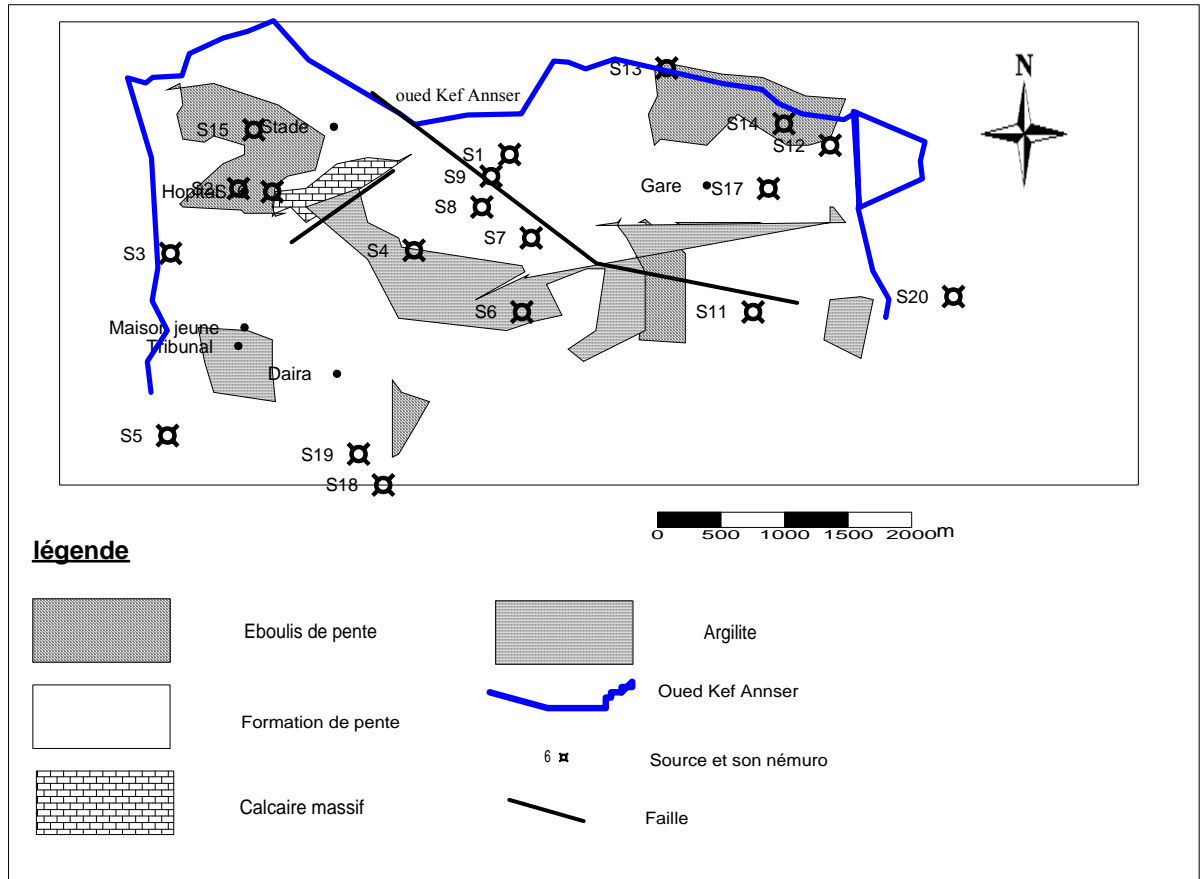 N
oued Kef Annser
S13
S15
Stade
S14
S12
S1
S9
Gare
S17
S8
S7
S4
S3
S20
S6
S11
Maison jeune
Tribunal
Daira
S5
S19
S18
0 500 1000 1500 2000m
légende
Eboulis de pente
Argilite
Formation de pente
Oued Kef Annser
6
Source et son némuro
Calcaire massif
Faille